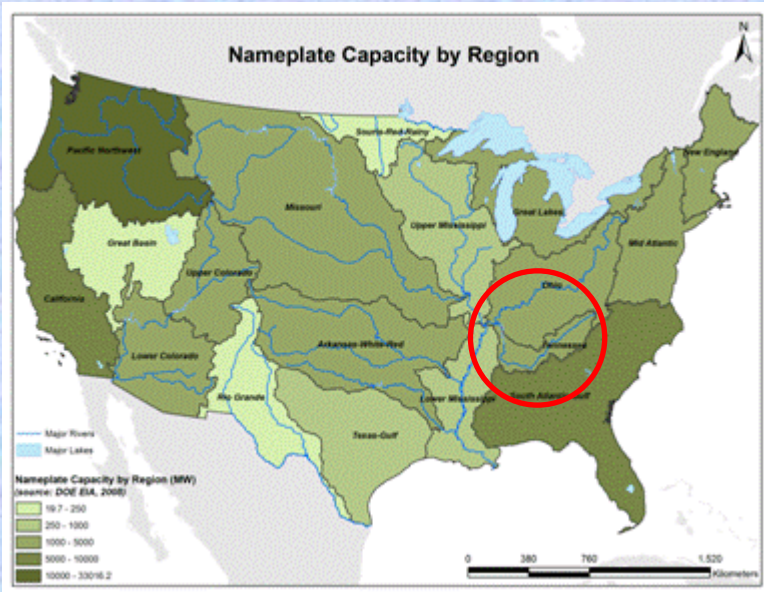 Nameplate Capacity by Region
N
Pacific Northwest
Souris-Red-Rainy
New England
Missouri
Great Lakes
Upper Mississippi
Great Basin
Mid Atlantic
Upper Colorado
Ohio
California
Tennessee
Arkansas-White-Red
Lower Colorado
Rio Grande
Lower Mississippi
South Atlantic-Gulf
Texas-Gulf
Major Rivers
Major Lakes
Nameplate Capacity by Region (MW)
(source: DOE EIA, 2008)
19.7 - 250
250 - 1000
1000 - 5000
5000 - 10000
10000 - 33016.2
0 380 760 1,520
Kilometers